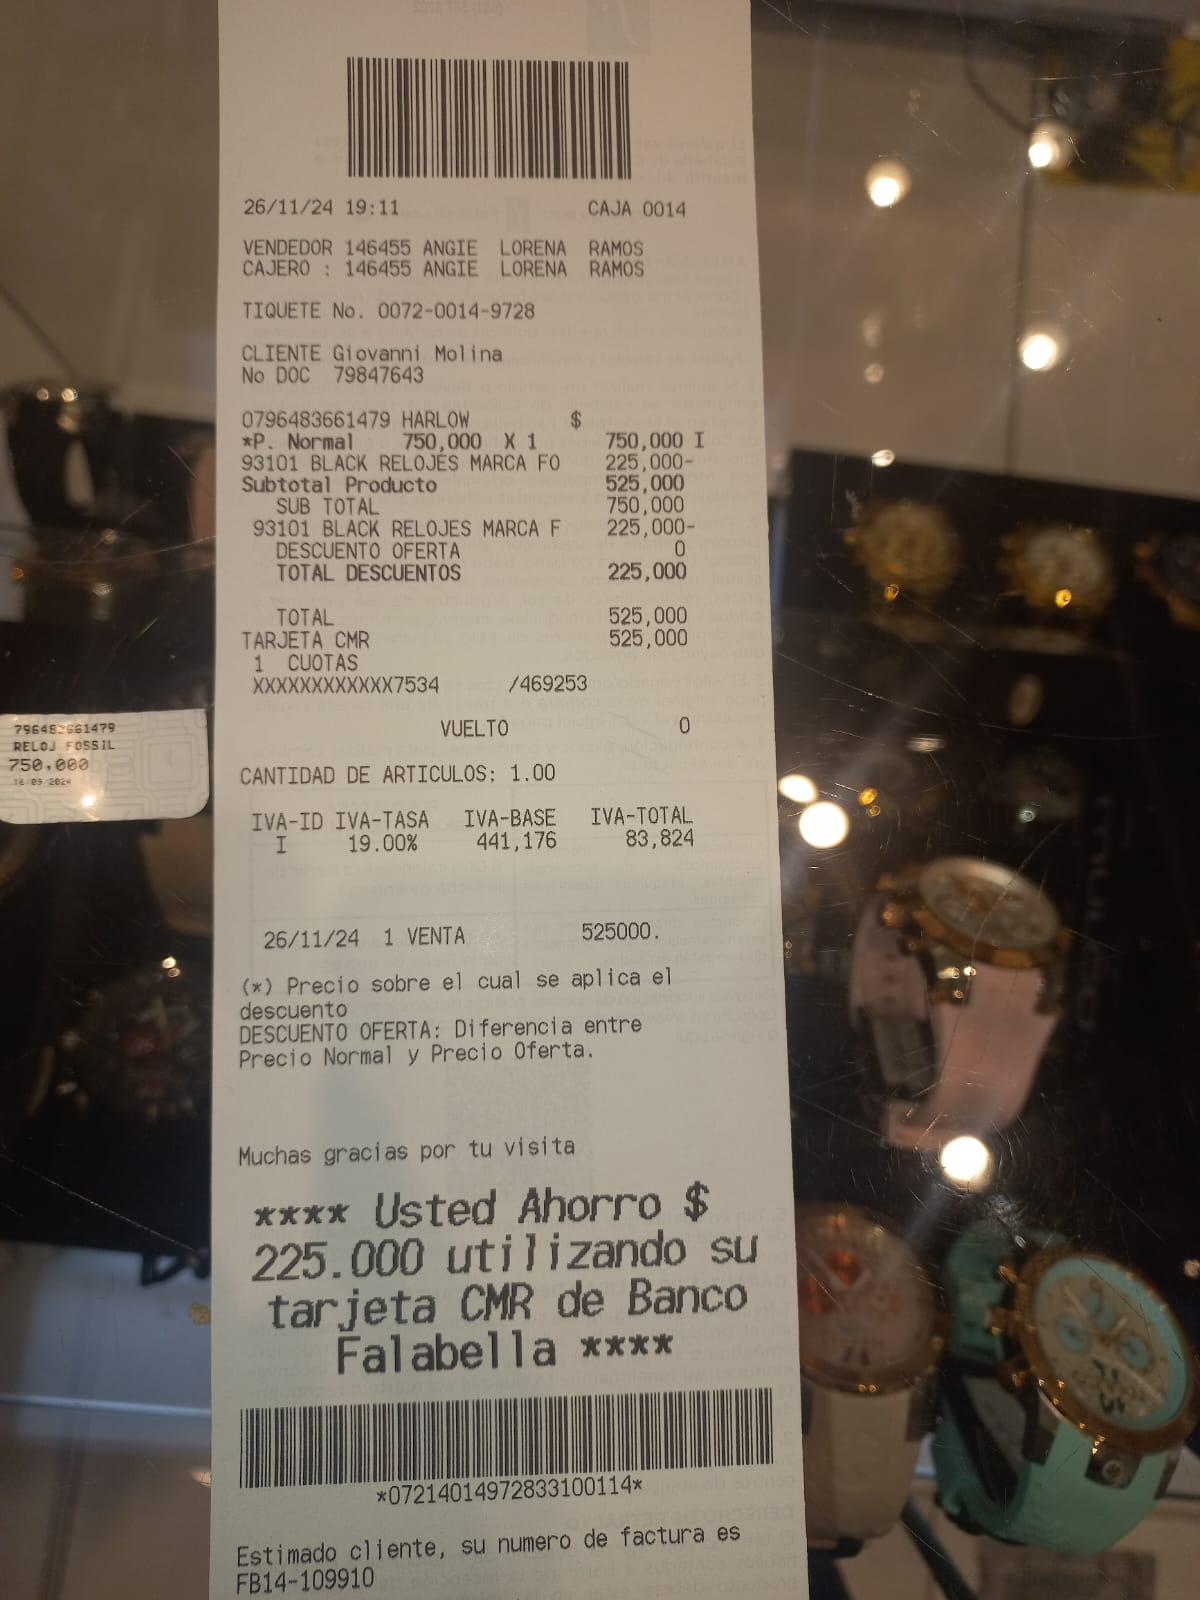 26/11/24 19:11 CAJA 0014
VENDEDOR 146455 ANGIE LORENA RAMOS
CAJERO : 146455 ANGIE LORENA RAMOS
TIQUETE No. 0072-0014-9728
CLIENTE Giovanni Molina
No DOC 79847643
0796483661479 HARLOW $
*P. Normal 750,000 X 1 750,000 I
93101 BLACK RELOJES MARCA FO 225,000-
Subtotal Producto 525,000
SUB TOTAL 750,000
93101 BLACK RELOJES MARCA F 225,000-
DESCUENTO OFERTA 0
TOTAL DESCUENTOS 225,000
TOTAL 525,000
TARJETA CMR 525,000
1 CUOTAS
XXXXXXXXXXXX7534 /469253
VUELTO 0
CANTIDAD DE ARTICULOS: 1.00
IVA-ID IVA-TASA IVA-BASE IVA-TOTAL
I 19.00% 441,176 83,824
26/11/24 1 VENTA 525000.
(*) Precio sobre el cual se aplica el
descuento
DESCUENTO OFERTA: Diferencia entre
Precio Normal y Precio Oferta.
Muchas gracias por tu visita
**** Usted Ahorro $
225.000 utilizando su
tarjeta CMR de Banco
Falabella ****
*07214014972833100114*
Estimado cliente, su numero de factura es
FB14-109910
796483661479
RELOJ FOSSIL
750,000
16/09/2024